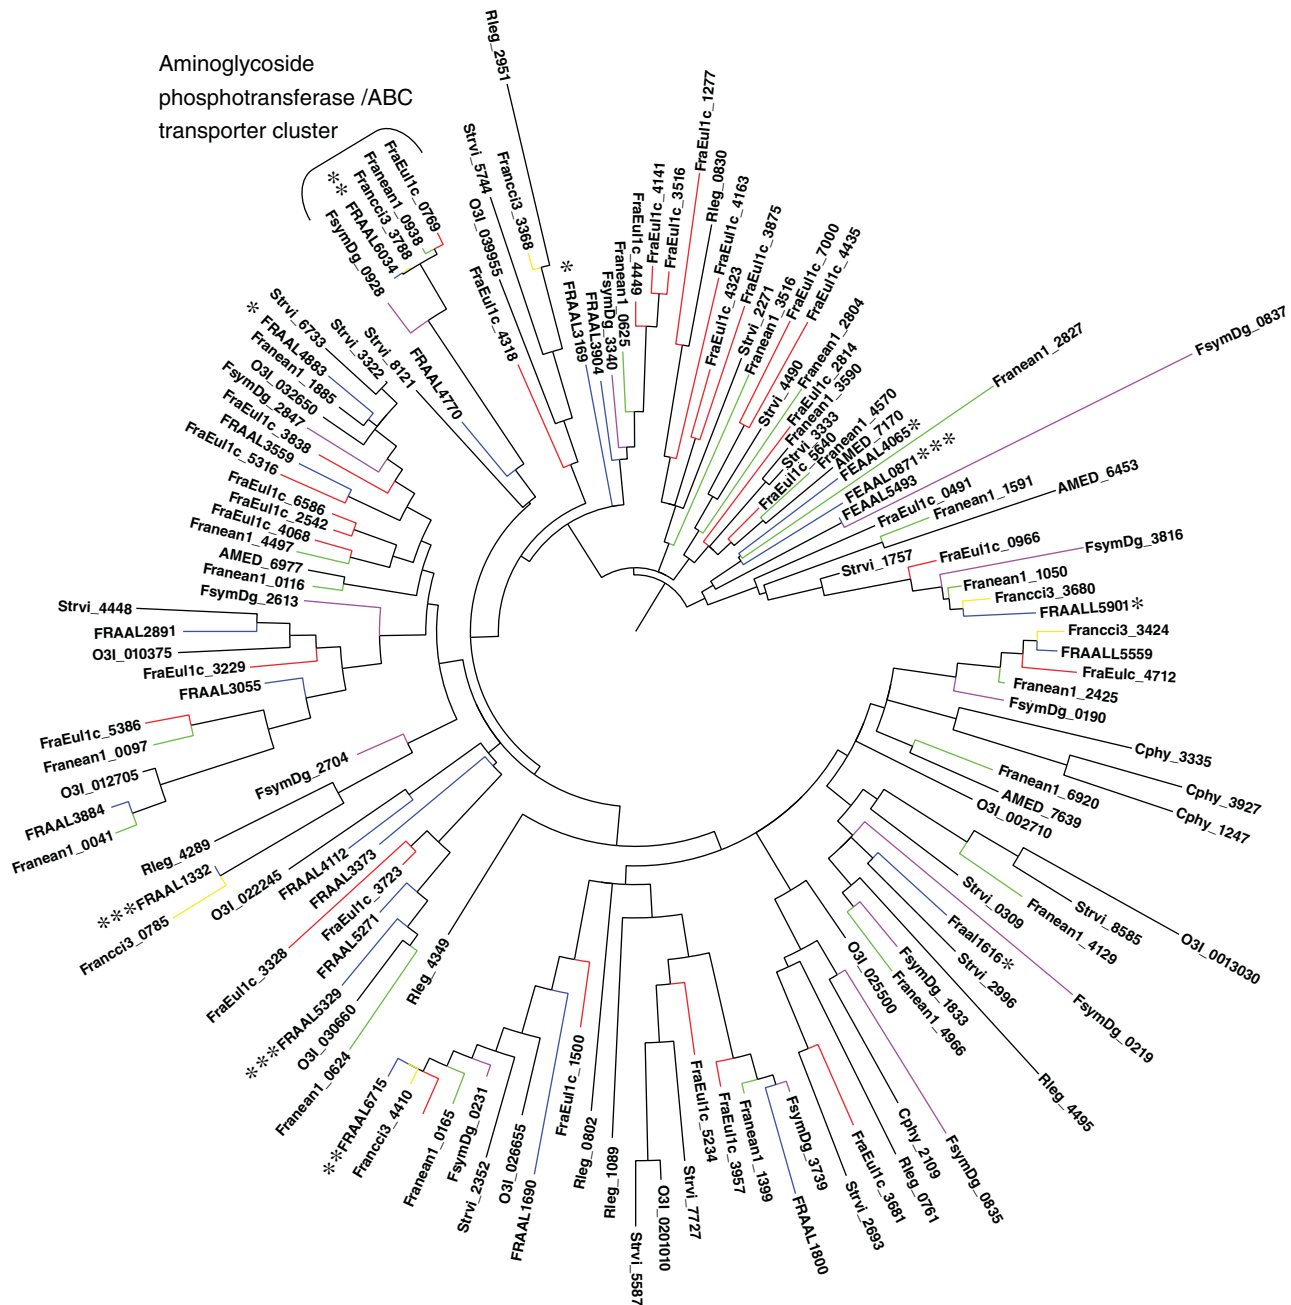 Aminoglycoside
phosphotransferase /ABC
transporter cluster
Rleg_2951
Francci3_3368
Strvi_5744
O3I_039955
FraEul1c_4318
FraEul1c_0769
Franean1_0938
Francci3_3788
**
FRAAL6034
FsymDg_0928
FRAAL4770
Strvi_8121
Strvi_3322
Strvi_6733
*
FRAAL4883
Franean1_1885
O3I_032650
FsymDg_2847
FraEul1c_3838
FRAAL3559
FraEul1c_5316
FraEul1c_6586
FraEul1c_2542
FraEul1c_4068
Franean1_4497
AMED_6977
Franean1_0116
FsymDg_2613
Strvi_4448
FRAAL2891
O3I_010375
FraEul1c_3229
FRAAL3055
FraEul1c_5386
Franean1_0097
O3I_012705
FRAAL3884
Franean1_0041
FsymDg_2704
Rleg_4289
***FRAAL1332
Francci3_0785
O3I_022245
FRAAL4112
FRAAL3373
FraEul1c_3723
FraEul1c_3328
FRAAL5271
***FRAAL5329
O3I_030660
Franean1_0624
Rleg_4349
**FRAAL6715
Francci3_4410
Franean1_0165
FsymDg_0231
Strvi_2352
O3I_026655
FRAAL1690
FraEul1c_1500
Rleg_0802
Rleg_1089
Strvi_5587
O3I_0201010
Strvi_7727
FraEul1c_5234
FraEul1c_3957
Franean1_1399
FRAAL1800
FsymDg_3739
Strvi_2693
FraEul1c_3681
Rleg_0761
Cphy_2109
FsymDg_0835
O3I_025500
Franean1_4966
FsymDg_1833
Rleg_4495
Strvi_2996
Fraal1616*
FsymDg_0219
Strvi_0309
Franean1_4129
Strvi_8585
O3I_0013030
O3I_002710
AMED_7639
Franean1_6920
Cphy_1247
Cphy_3927
Cphy_3335
FsymDg_0190
Franean1_2425
FraEulc_4712
FRAALL5559
Francci3_3424
FRAALL5901*
Francci3_3680
Franean1_1050
FsymDg_3816
FraEul1c_0966
Strvi_1757
AMED_6453
Franean1_1591
FraEul1c_0491
FsymDg_0837
FEAAL5493
FEAAL0871***
Franean1_2827
FEAAL4065*
AMED_7170
Franean1_4570
FraEul1c_5640
Strvi_3333
Franean1_3590
FraEul1c_2814
Franean1_2804
Strvi_4490
FraEul1c_4435
FraEul1c_7000
Franean1_3516
Strvi_2271
FraEul1c_3875
FraEul1c_4323
FraEul1c_4163
Rleg_0830
FraEul1c_1277
FraEul1c_3516
FraEul1c_4141
FraEul1c_4449
Franean1_0625
FsymDg_3340
FRAAL3904
*
FRAAL3169